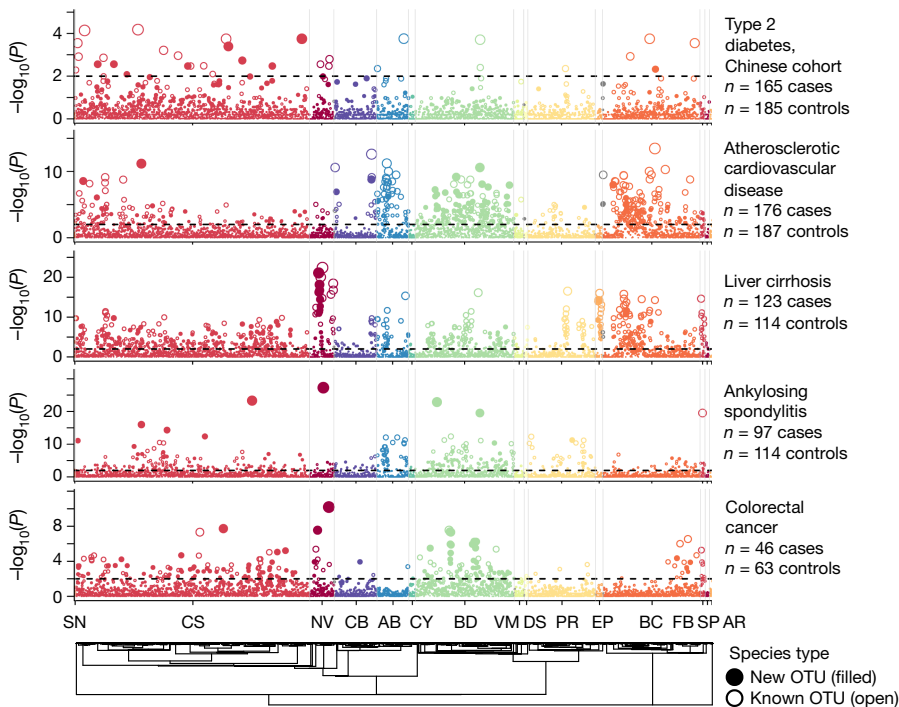 −log10(P)
4
2
0
Type 2
diabetes,
Chinese cohort
n = 165 cases
n = 185 controls
−log10(P)
10
0
Atherosclerotic
cardiovascular
disease
n = 176 cases
n = 187 controls
−log10(P)
20
10
0
Liver cirrhosis
n = 123 cases
n = 114 controls
−log10(P)
20
10
0
Ankylosing
spondylitis
n = 97 cases
n = 114 controls
−log10(P)
8
4
0
Colorectal
cancer
n = 46 cases
n = 63 controls
SN CS NV CB AB CY BD VM DS PR EP BC FB SP AR
Species type
New OTU (filled)
Known OTU (open)